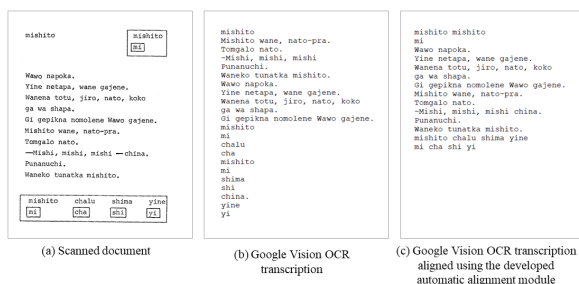 mishito
mishito
mi
Wawo napoka.
Yine netapa, wane gajene.
Wanena totu, jiro, nato, koko
ga wa shapa.
Gi gepikna nomolene Wawo gajene.
Mishito wane, nato-pra.
Tomgalo nato.
—Mishi, mishi, mishi —china.
Punanuchi.
Waneko tunatka mishito.
mishito chalu shima yine
mi cha shi yi
(a) Scanned document
mishito
Mishito wane, nato-pra.
Tomgalo nato.
-Mishi, mishi, mishi
Punanuchi.
Waneko tunatka mishito.
Wawo napoka.
Yine netapa, wane gajene.
Wanena totu, jiro, nato, koko
ga wa shapa.
Gi gepikna nomolene Wawo gajene.
mishito
mi
chalu
cha
mishito
mi
shima
shi
china.
yine
yi
(b) Google Vision OCR
transcription
mishito mishito
mi
Wawo napoka.
Yine netapa, wane gajene.
Wanena totu, jiro, nato, koko
ga wa shapa.
Gi gepikna nomolene Wawo gajene.
Mishito wane, nato-pra.
Tomgalo nato.
-Mishi, mishi, mishi china.
Punanuchi.
Waneko tunatka mishito.
mishito chalu shima yine
mi cha shi yi
(c) Google Vision OCR transcription
aligned using the developed
automatic alignment module